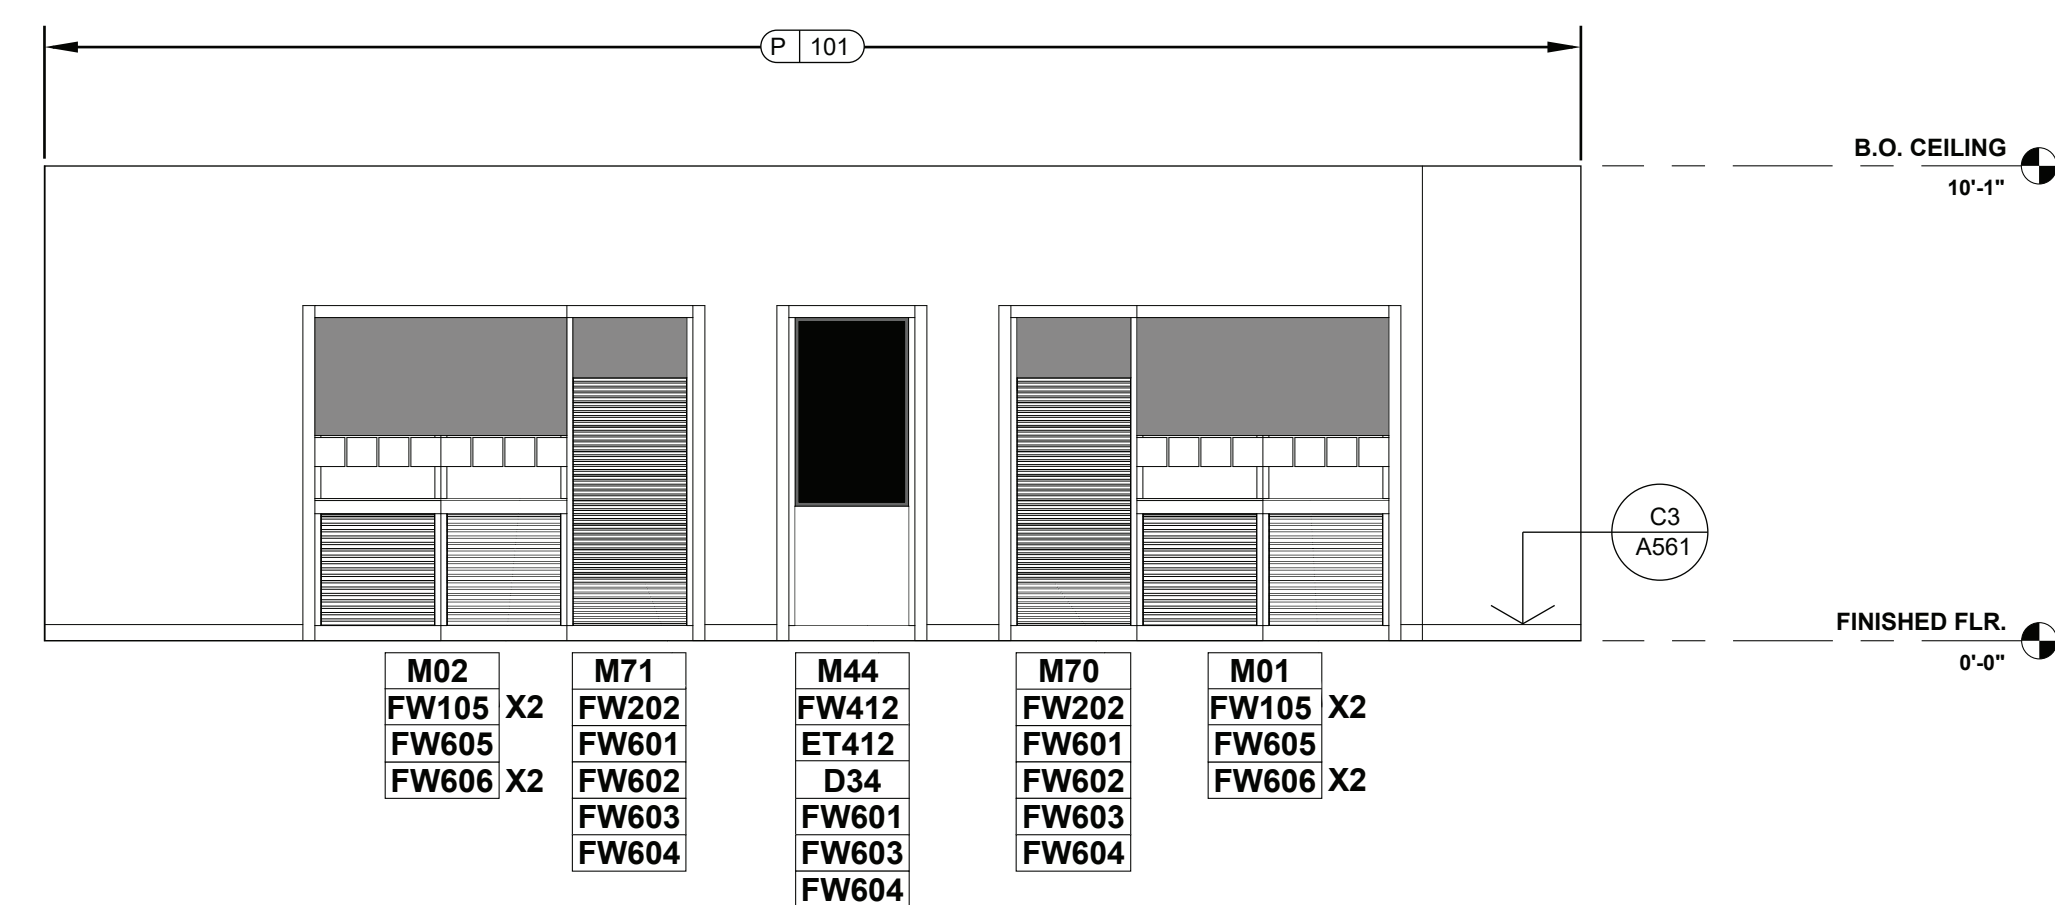 P 101
B.O. CEILING
10'-1"
C3
A561
FINISHED FLR.
0'-0"
M02
FW105 X2
FW605
FW606 X2
M71
FW202
FW601
FW602
FW603
FW604
M44
FW412
ET412
D34
FW601
FW603
FW604
M70
FW202
FW601
FW602
FW603
FW604
M01
FW105 X2
FW605
FW606 X2